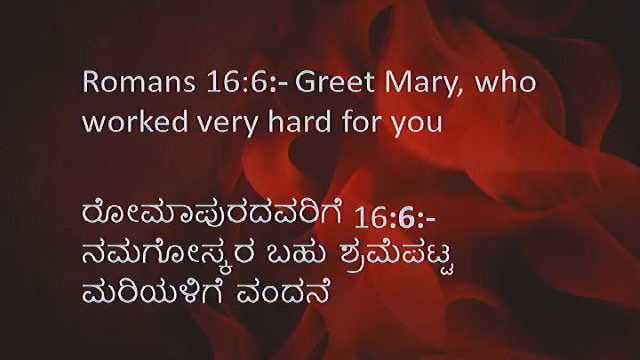 Romans 16:6:- Greet Mary, who
worked very hard for you
ರೋಮಾಪುರದವರಿಗೆ 16:6:-
ನಮಗೋಸ್ಕರ ಬಹು ಶ್ರಮೆಪಟ್ಟ
ಮರಿಯಳಿಗೆ ವಂದನೆ